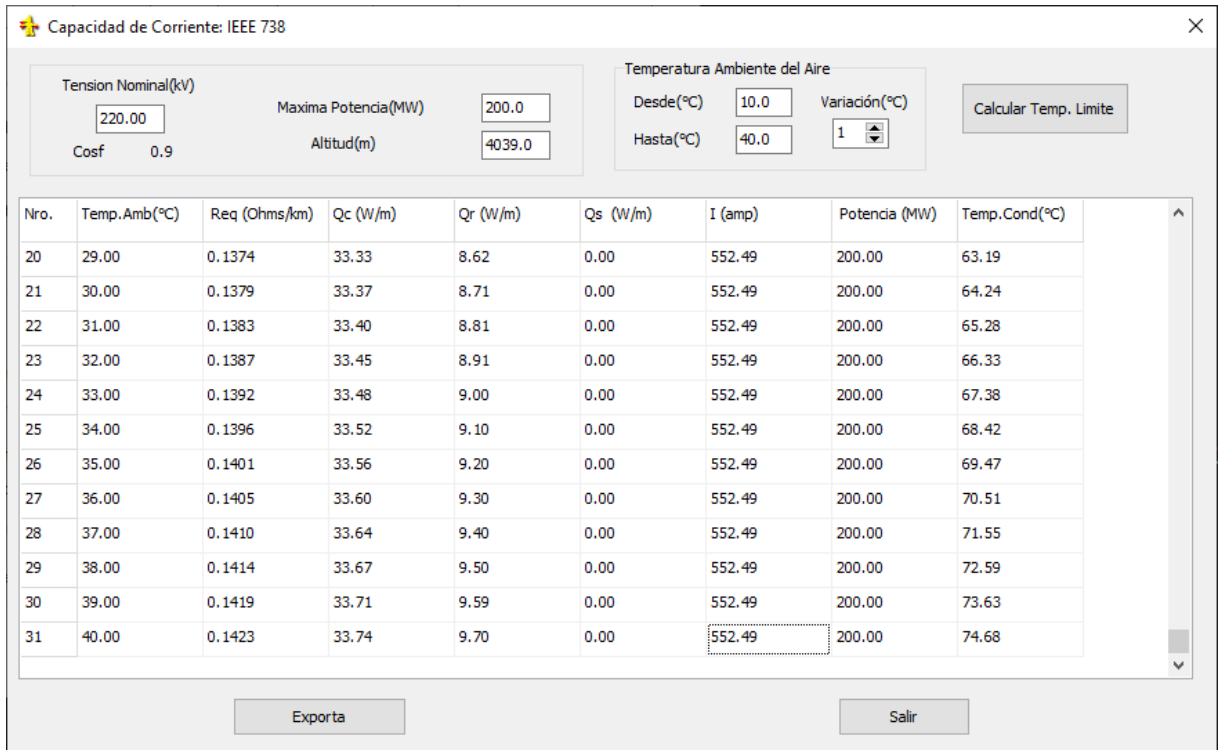 Capacidad de Corriente: IEEE 738
Tension Nominal(kV)
220.00
Cosf 0.9
Maxima Potencia(MW) 200.0
Altitud(m) 4039.0
Temperatura Ambiente del Aire
Desde(ºC) 10.0 Variación(ºC)
Hasta(ºC) 40.0 1
Calcular Temp. Limite
Nro. Temp.Amb(ºC) Req (Ohms/km) Qc (W/m) Qr (W/m) Qs (W/m) I (amp) Potencia (MW) Temp.Cond(ºC)
20 29.00 0.1374 33.33 8.62 0.00 552.49 200.00 63.19
21 30.00 0.1379 33.37 8.71 0.00 552.49 200.00 64.24
22 31.00 0.1383 33.40 8.81 0.00 552.49 200.00 65.28
23 32.00 0.1387 33.45 8.91 0.00 552.49 200.00 66.33
24 33.00 0.1392 33.48 9.00 0.00 552.49 200.00 67.38
25 34.00 0.1396 33.52 9.10 0.00 552.49 200.00 68.42
26 35.00 0.1401 33.56 9.20 0.00 552.49 200.00 69.47
27 36.00 0.1405 33.60 9.30 0.00 552.49 200.00 70.51
28 37.00 0.1410 33.64 9.40 0.00 552.49 200.00 71.55
29 38.00 0.1414 33.67 9.50 0.00 552.49 200.00 72.59
30 39.00 0.1419 33.71 9.59 0.00 552.49 200.00 73.63
31 40.00 0.1423 33.74 9.70 0.00 552.49 200.00 74.68
Exporta Salir